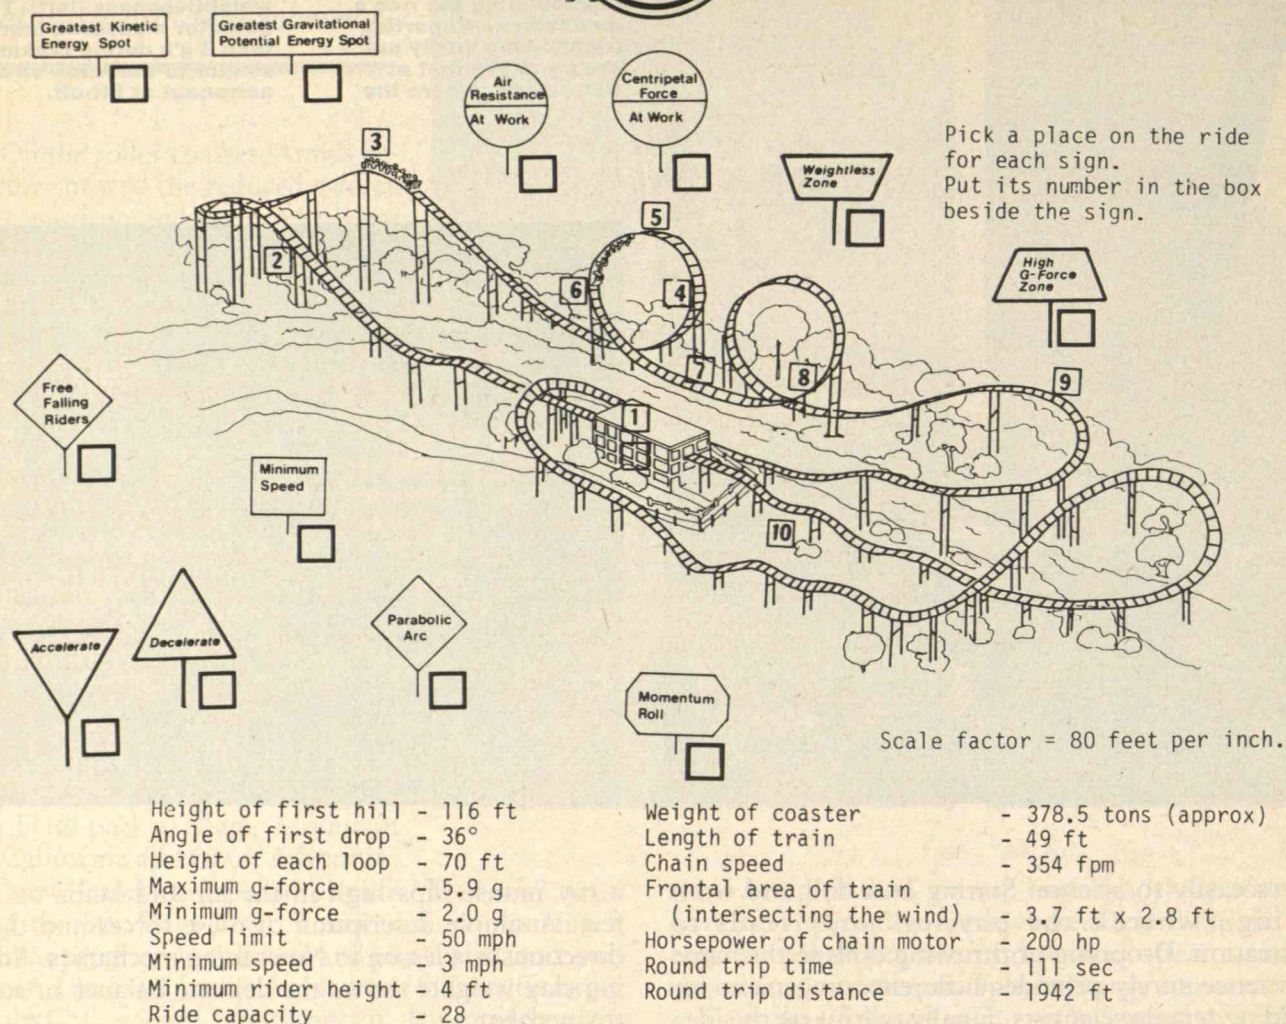 Greatest Kinetic
Energy Spot
Greatest Gravitational
Potential Energy Spot
Air
Resistance
At Work
Centripetal
Force
At Work
Weightless
Zone
Pick a place on the ride
for each sign.
Put its number in the box
beside the sign.
High
G-Force
Zone
3
2
5
6
4
7
8
9
1
10
Free
Falling
Riders
Minimum
Speed
Accelerate
Decelerate
Parabolic
Arc
Momentum
Roll
Scale factor = 80 feet per inch.
Height of first hill - 116 ft
Angle of first drop - 36°
Height of each loop - 70 ft
Maximum g-force - 5.9 g
Minimum g-force - 2.0 g
Speed limit - 50 mph
Minimum speed - 3 mph
Minimum rider height - 4 ft
Ride capacity - 28
Weight of coaster - 378.5 tons (approx)
Length of train - 49 ft
Chain speed - 354 fpm
Frontal area of train
(intersecting the wind) - 3.7 ft x 2.8 ft
Horsepower of chain motor - 200 hp
Round trip time - 111 sec
Round trip distance - 1942 ft